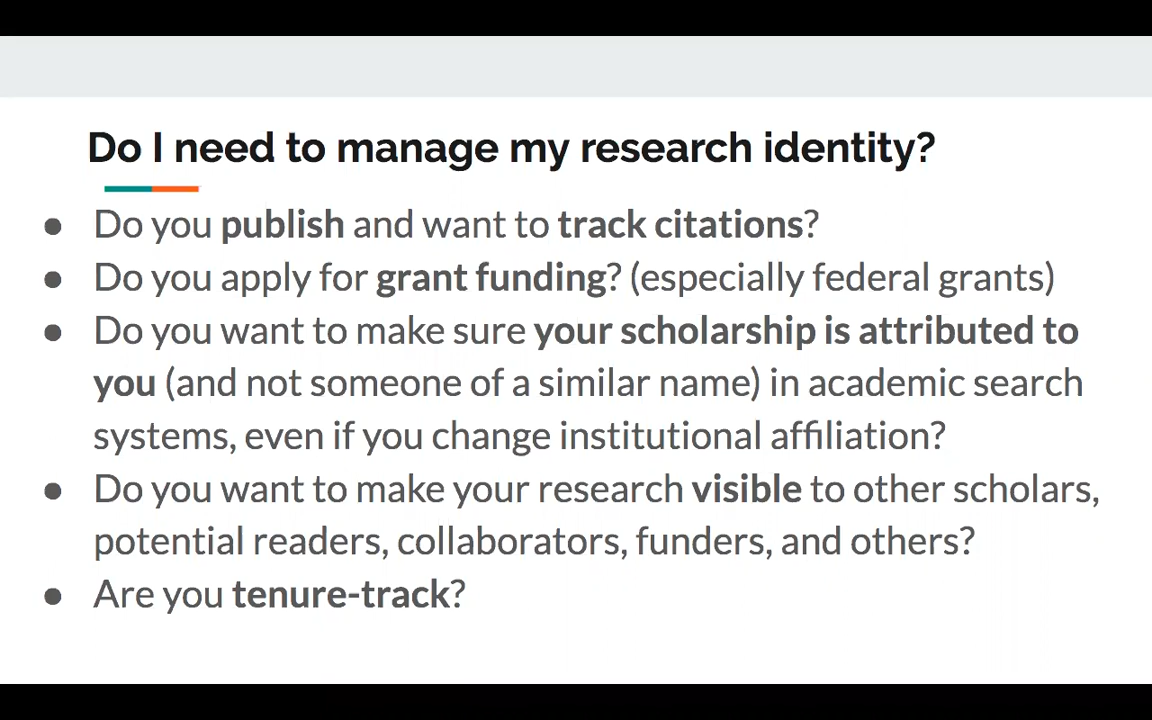 Do I need to manage my research identity?
● Do you publish and want to track citations?
● Do you apply for grant funding? (especially federal grants)
● Do you want to make sure your scholarship is attributed to
you (and not someone of a similar name) in academic search
systems, even if you change institutional affiliation?
● Do you want to make your research visible to other scholars,
potential readers, collaborators, funders, and others?
● Are you tenure-track?